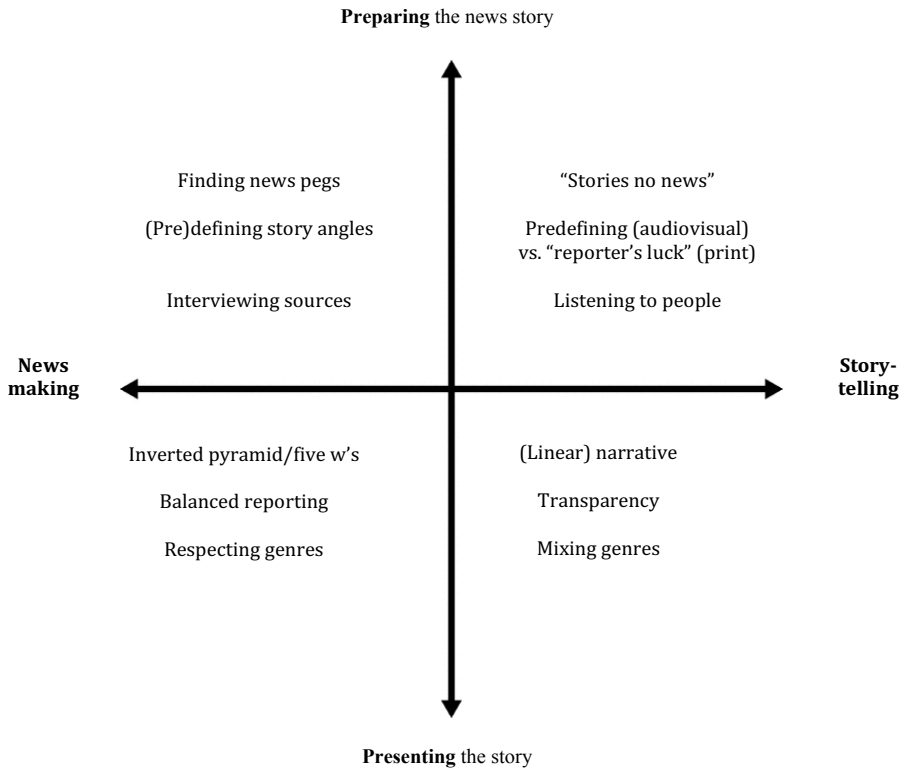 Preparing the news story
Finding news pegs
“Stories no news”
(Pre)defining story angles
Predefining (audiovisual)
vs. “reporter’s luck” (print)
Interviewing sources
Listening to people
News
making
Story-
telling
Inverted pyramid/five w’s
(Linear) narrative
Balanced reporting
Transparency
Respecting genres
Mixing genres
Presenting the story